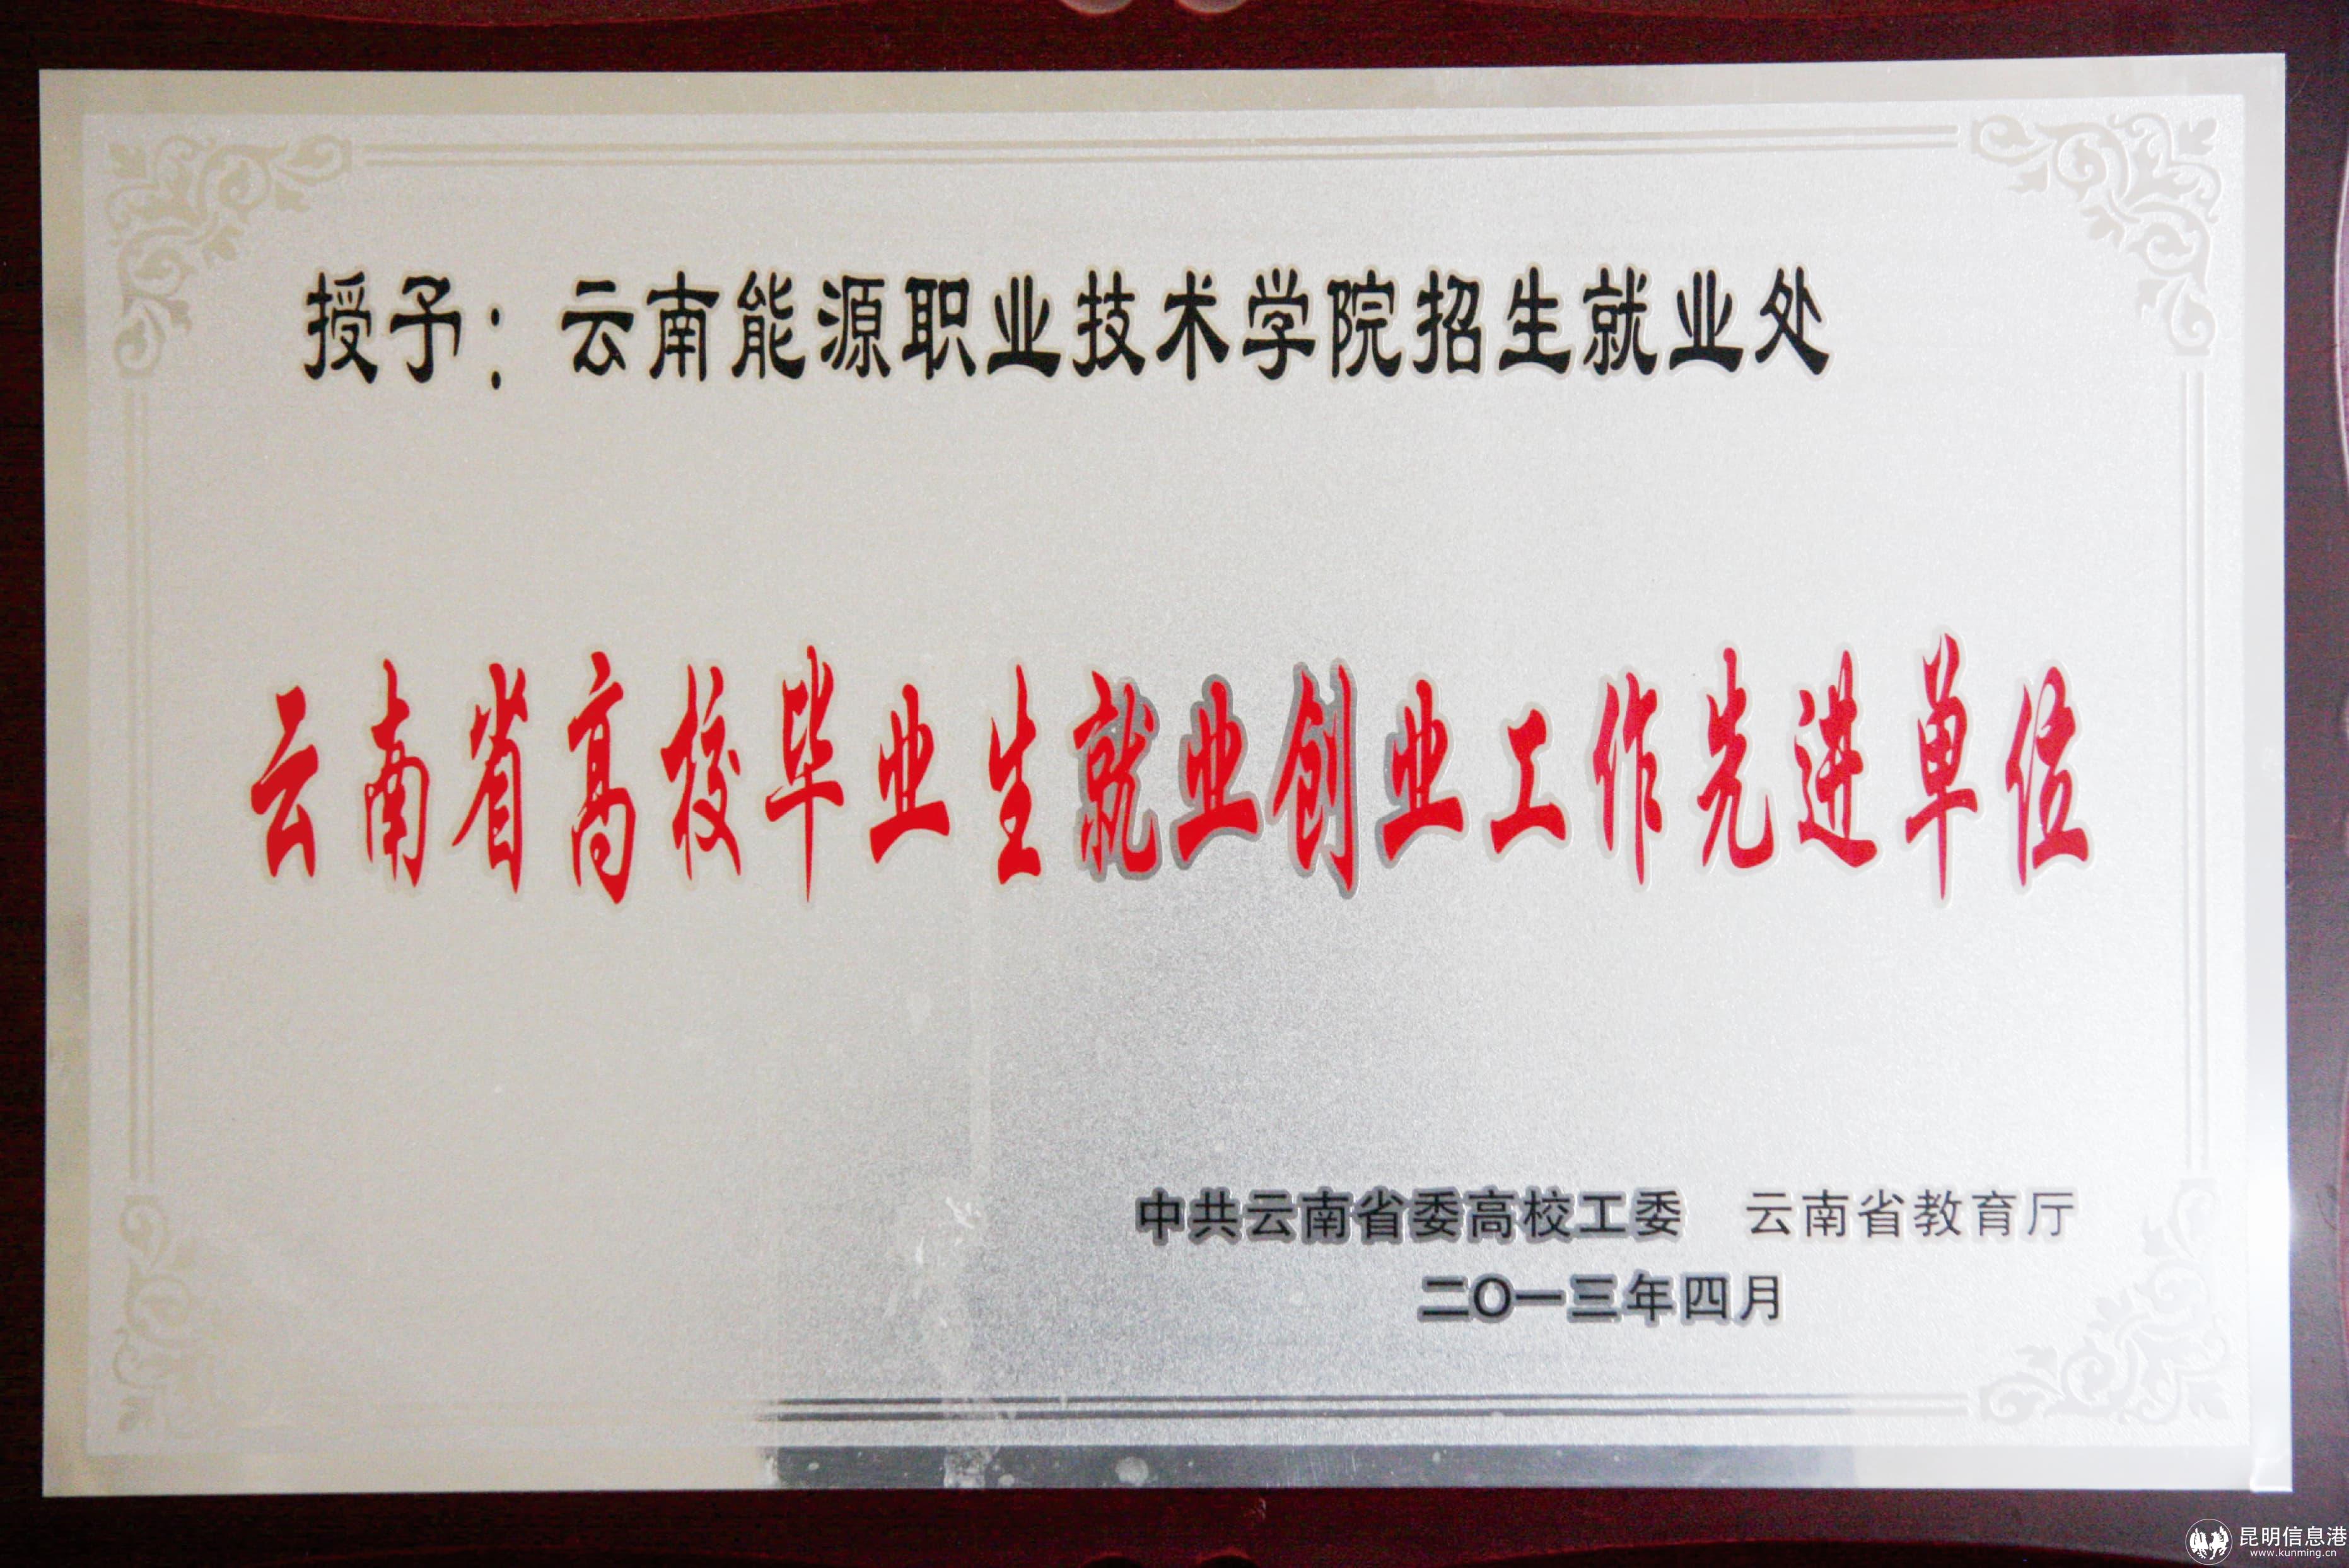 授予：云南能源职业技术学院招生就业处
云南省高校毕业生就业创业工作先进单位
中共云南省委高校工委 云南省教育厅
二〇一三年四月
昆明信息港
www.kunming.cn